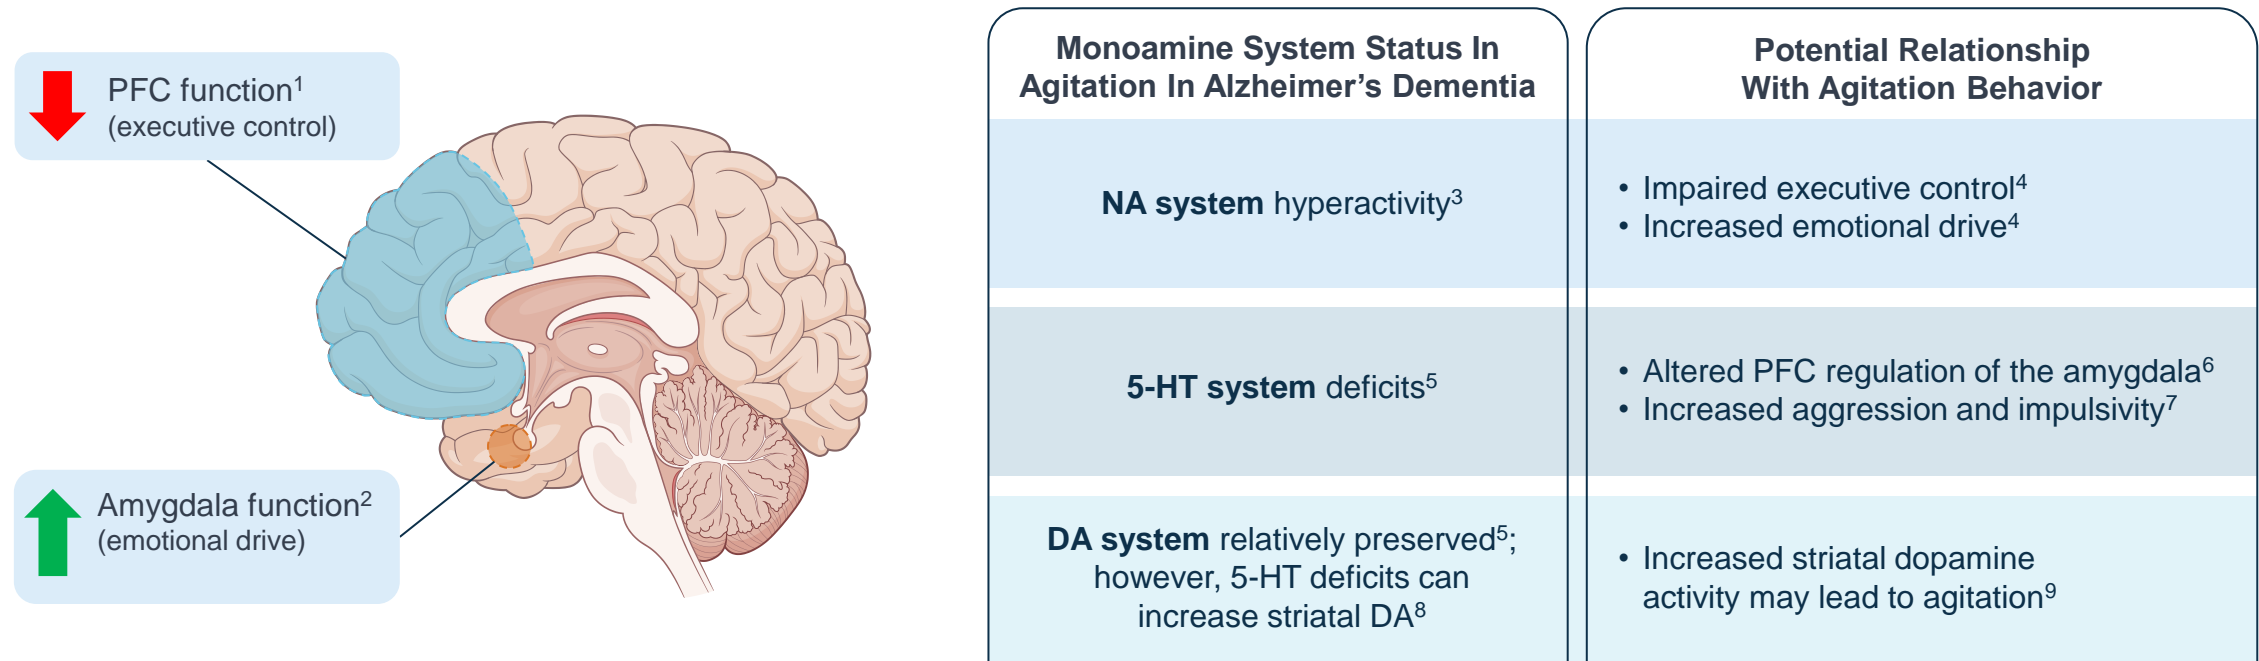 PFC function1
(executive control)
Amygdala function2
(emotional drive)
Monoamine System Status In
Agitation In Alzheimer’s Dementia
Potential Relationship
With Agitation Behavior
NA system hyperactivity3
• Impaired executive control4
• Increased emotional drive4
5-HT system deficits5
• Altered PFC regulation of the amygdala6
• Increased aggression and impulsivity7
DA system relatively preserved5;
however, 5-HT deficits can
increase striatal DA8
• Increased striatal dopamine
activity may lead to agitation9